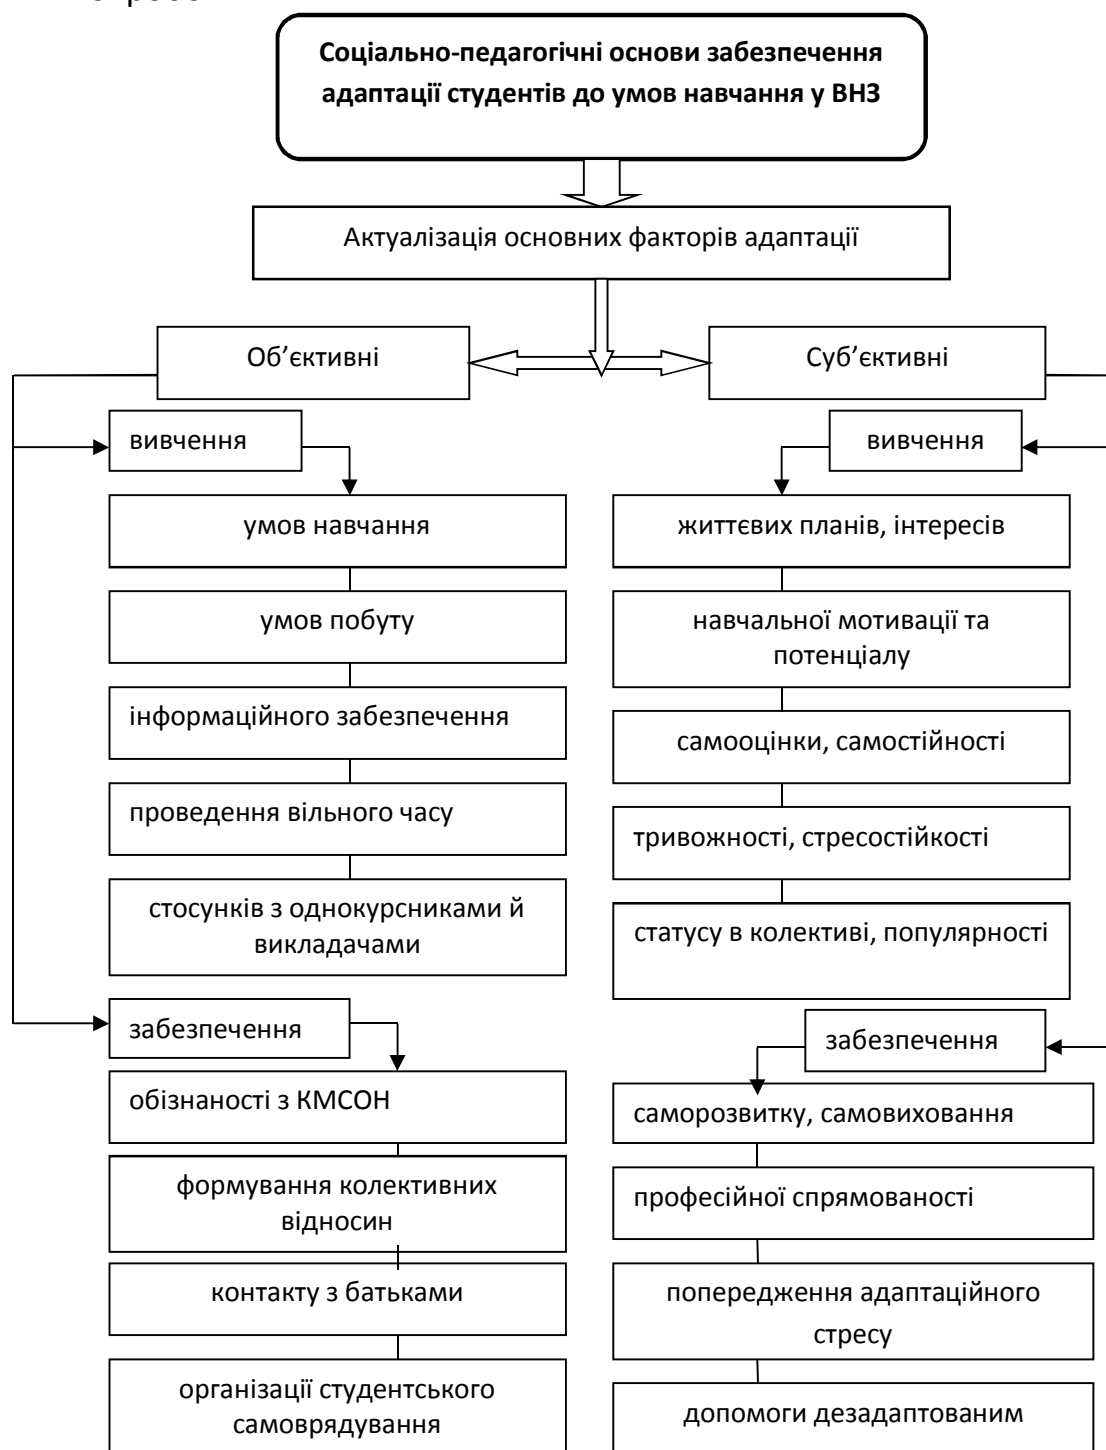 Соціально-педагогічні основи забезпечення
адаптації студентів до умов навчання у ВНЗ
Актуалізація основних факторів адаптації
Об’єктивні
Суб’єктивні
вивчення
умов навчання
умов побуту
інформаційного забезпечення
проведення вільного часу
стосунків з однокурсниками й
викладачами
забезпечення
обізнаності з КМСОН
формування колективних
відносин
контакту з батьками
організації студентського
самоврядування
вивчення
життєвих планів, інтересів
навчальної мотивації та
потенціалу
самооцінки, самостійності
тривожності, стресостійкості
статусу в колективі, популярності
забезпечення
саморозвитку, самовиховання
професійної спрямованості
попередження адаптаційного
стресу
допомоги дезадаптованим